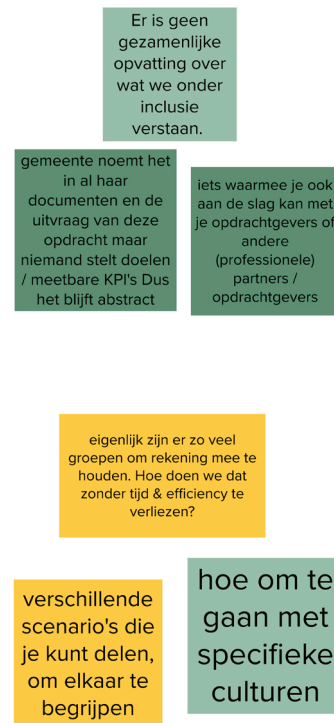 Er is geen
gezamenlijke
opvatting over
wat we onder
inclusie
verstaan.
gemeente noemt het
in al haar
documenten en de
uitvraag van deze
opdracht maar
niemand stelt doelen
/ meetbare KPI's Dus
het blijft abstract
iets waarmee je ook
aan de slag kan met
je opdrachtgevers of
andere
(professionele)
partners /
opdrachtgevers
eigenlijk zijn er zo veel
groepen om rekening mee te
houden. Hoe doen we dat
zonder tijd & efficiency te
verliezen?
verschillende
scenario's die
je kunt delen,
om elkaar te
begrijpen
hoe om te
gaan met
specifieke
culturen